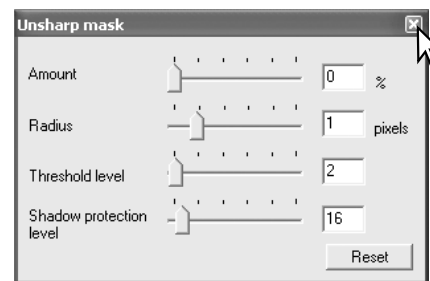 Unsharp mask
Amount 0 %
Radius 1 pixels
Threshold level 2
Shadow protection level 16
Reset